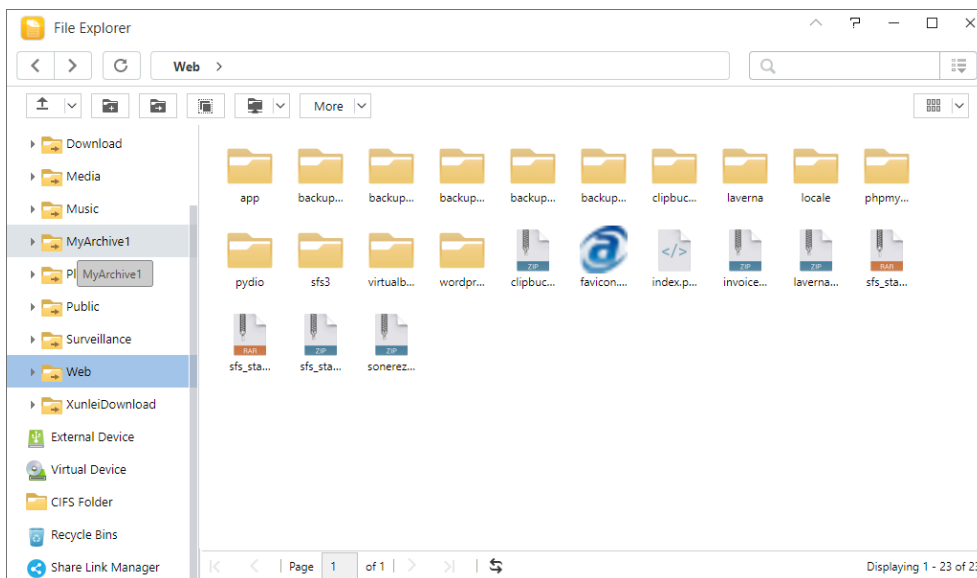 File Explorer
Web >
More
Download
Media
Music
MyArchive1
Pl
MyArchive1
Public
Surveillance
Web
XunleiDownload
External Device
Virtual Device
CIFS Folder
Recycle Bins
Share Link Manager
app backup... backup... backup... backup... backup... clipbuc... laverna locale phpmy...
ZIP </> ZIP ZIP RAR
pydio sfs3 virtualb... wordpr... clipbuc... favicon.... index.p... invoice... laverna... sfs_sta...
RAR ZIP ZIP
sfs_sta... sfs_sta... sonerez...
Page 1 of 1
Displaying 1 - 23 of 23